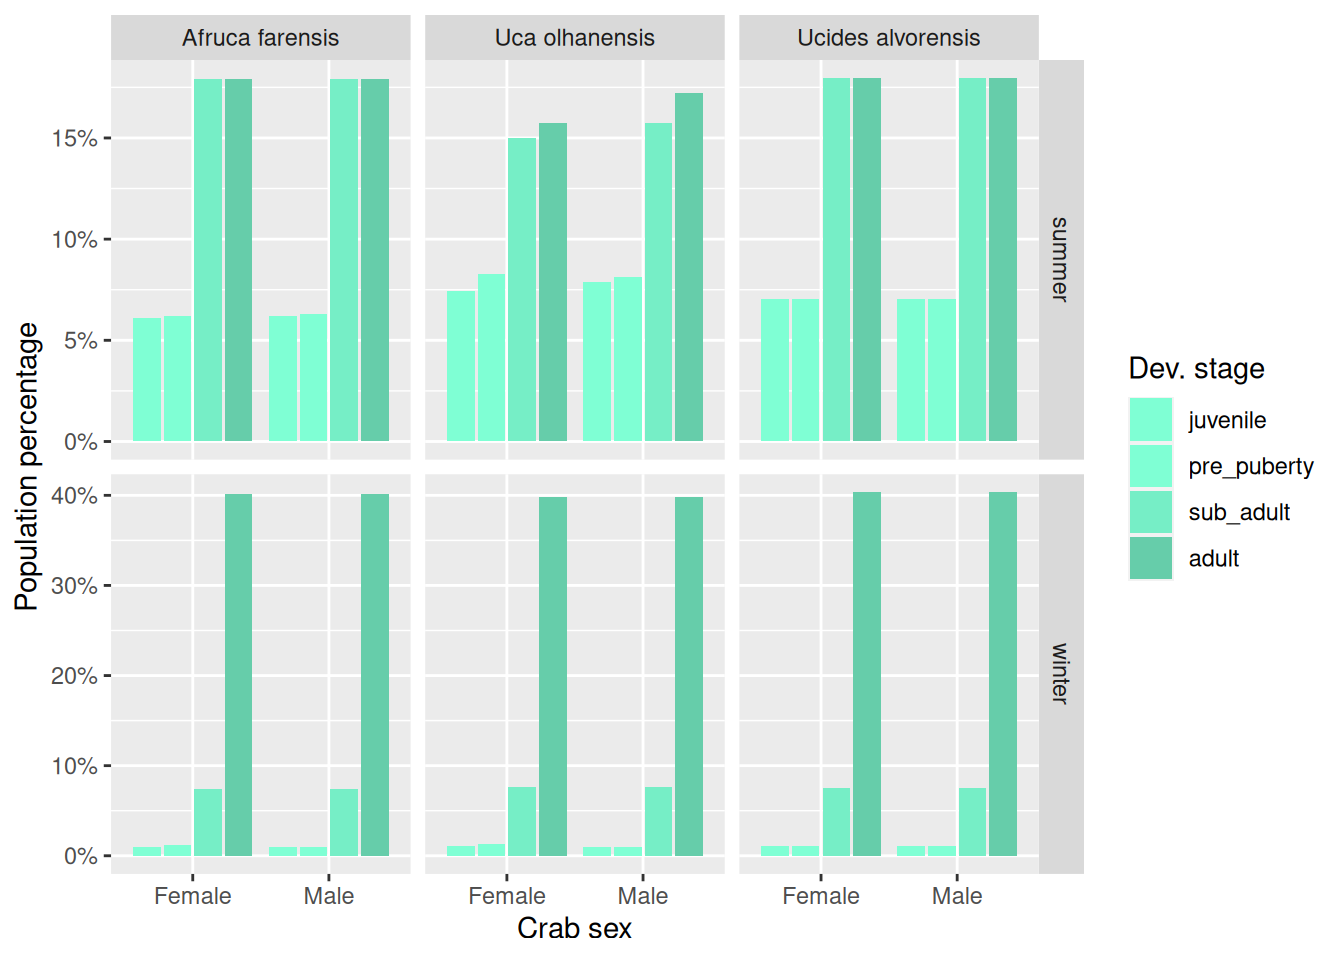 Afruca farensis
Uca olhanensis
Ucides alvorensis
15%
10%
5%
0%
summer
40%
30%
20%
10%
0%
winter
Population percentage
Female
Male
Female
Male
Female
Male
Crab sex
Dev. stage
juvenile
pre_puberty
sub_adult
adult